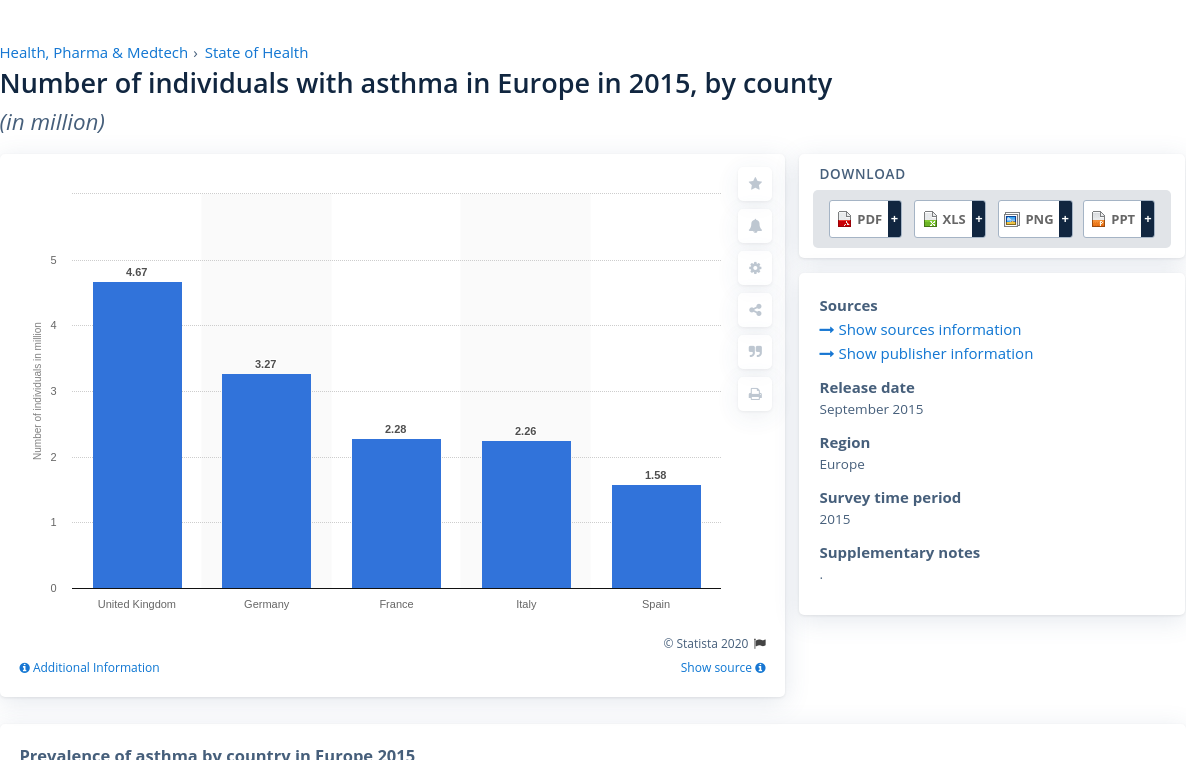 Health, Pharma & Medtech › State of Health
Number of individuals with asthma in Europe in 2015, by county
(in million)
5
4
3
2
1
0
Number of individuals in million
4.67
3.27
2.28
2.26
1.58
United Kingdom
Germany
France
Italy
Spain
© Statista 2020
Additional Information
Show source
DOWNLOAD
PDF + XLS + PNG + PPT +
Sources
Show sources information
Show publisher information
Release date
September 2015
Region
Europe
Survey time period
2015
Supplementary notes
.
Prevalence of asthma by country in Europe 2015